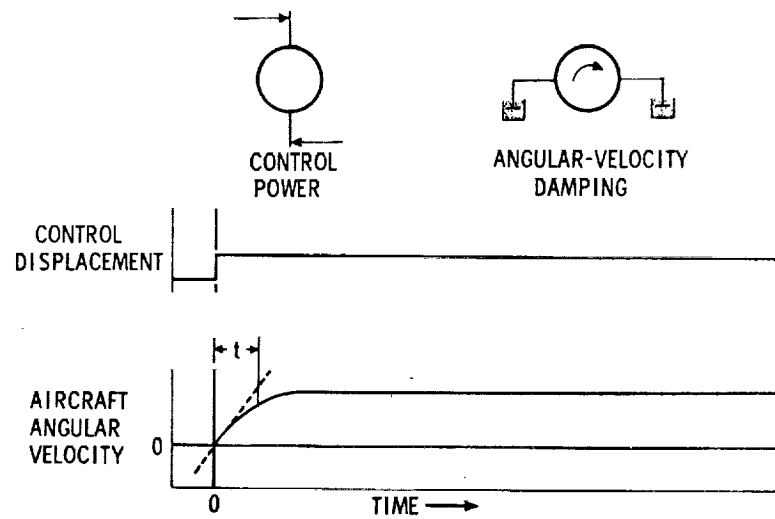 CONTROL
POWER
ANGULAR-VELOCITY
DAMPING
CONTROL
DISPLACEMENT
t
AIRCRAFT
ANGULAR
VELOCITY
0
0
TIME